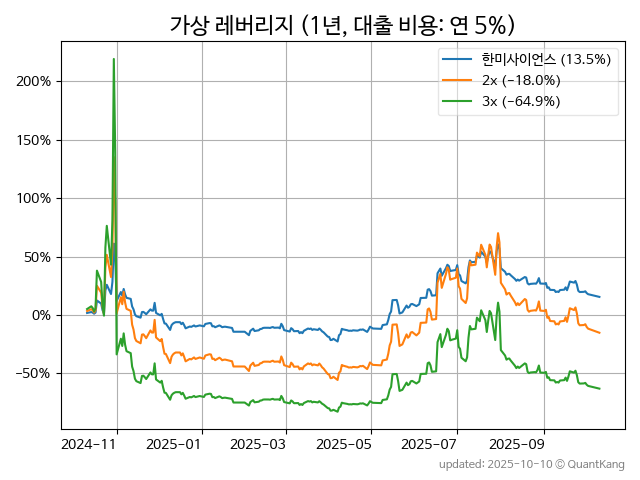 가상 레버리지 (1년, 대출 비용: 연 5%)
한미사이언스 (13.5%)
2x (−18.0%)
3x (−64.9%)
200%
150%
100%
50%
0%
−50%
2024-11
2025-01
2025-03
2025-05
2025-07
2025-09
updated: 2025-10-10 © QuantKang